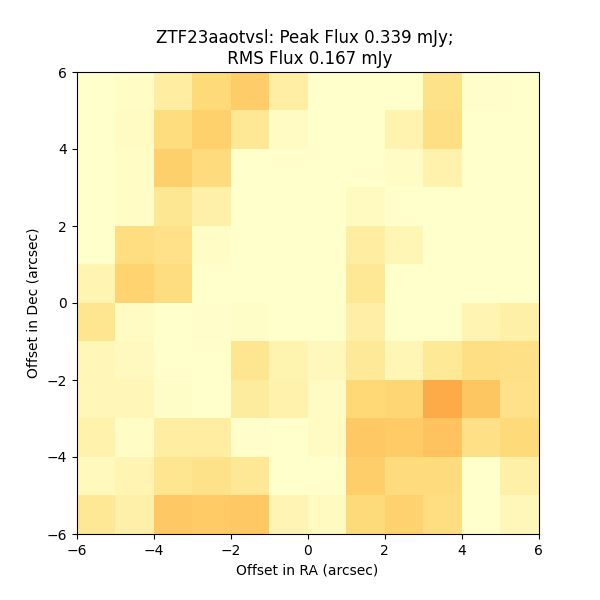 ZTF23aaotvsl: Peak Flux 0.339 mJy;
RMS Flux 0.167 mJy
6
4
2
0
−2
−4
−6
Offset in Dec (arcsec)
−6 −4 −2 0 2 4 6
Offset in RA (arcsec)